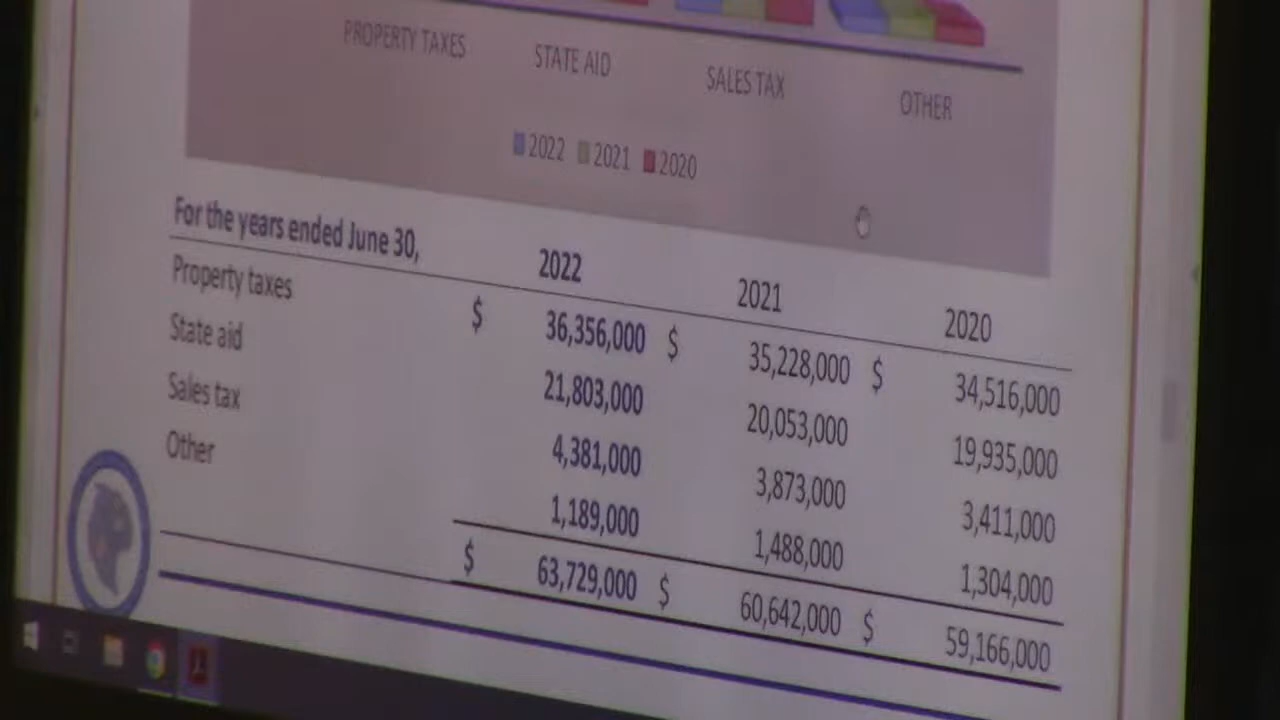 PROPERTY TAXES STATE AID SALES TAX OTHER
2022 2021 2020
For the years ended June 30, 2022 2021 2020
Property taxes $ 36,356,000 $ 35,228,000 $ 34,516,000
State aid 21,803,000 20,053,000 19,935,000
Sales tax 4,381,000 3,873,000 3,411,000
Other 1,189,000 1,488,000 1,304,000
$ 63,729,000 $ 60,642,000 $ 59,166,000